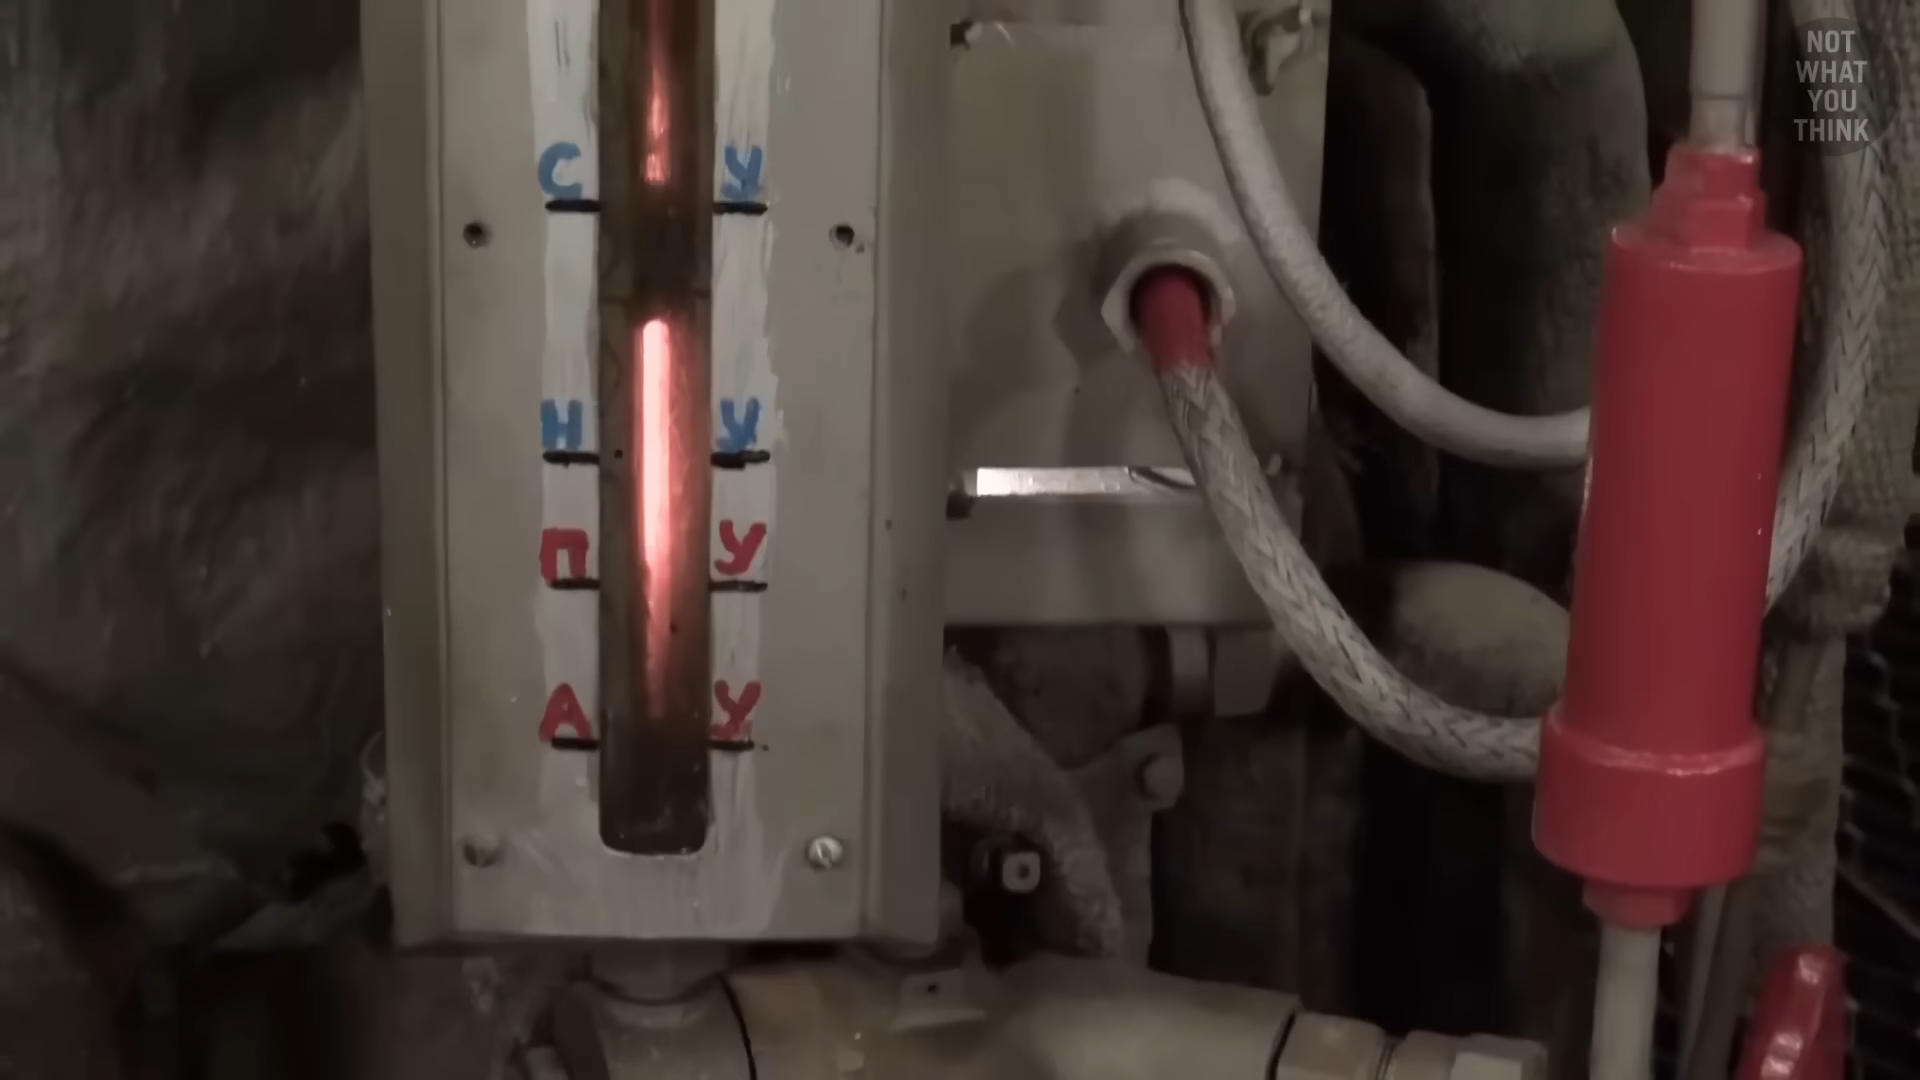 С У
Н У
П У
А У
NOT
WHAT
YOU
THINK